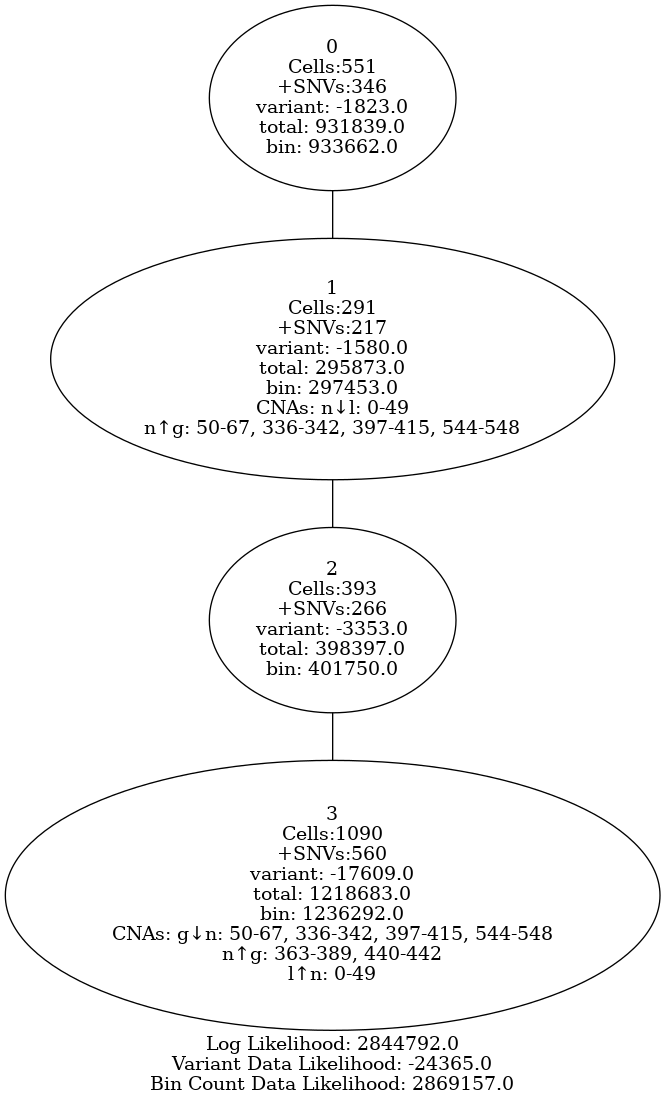 0
Cells:551
+SNVs:346
variant: -1823.0
total: 931839.0
bin: 933662.0
1
Cells:291
+SNVs:217
variant: -1580.0
total: 295873.0
bin: 297453.0
CNAs: n↓l: 0-49
n↑g: 50-67, 336-342, 397-415, 544-548
2
Cells:393
+SNVs:266
variant: -3353.0
total: 398397.0
bin: 401750.0
3
Cells:1090
+SNVs:560
variant: -17609.0
total: 1218683.0
bin: 1236292.0
CNAs: g↓n: 50-67, 336-342, 397-415, 544-548
n↑g: 363-389, 440-442
l↑n: 0-49
Log Likelihood: 2844792.0
Variant Data Likelihood: -24365.0
Bin Count Data Likelihood: 2869157.0